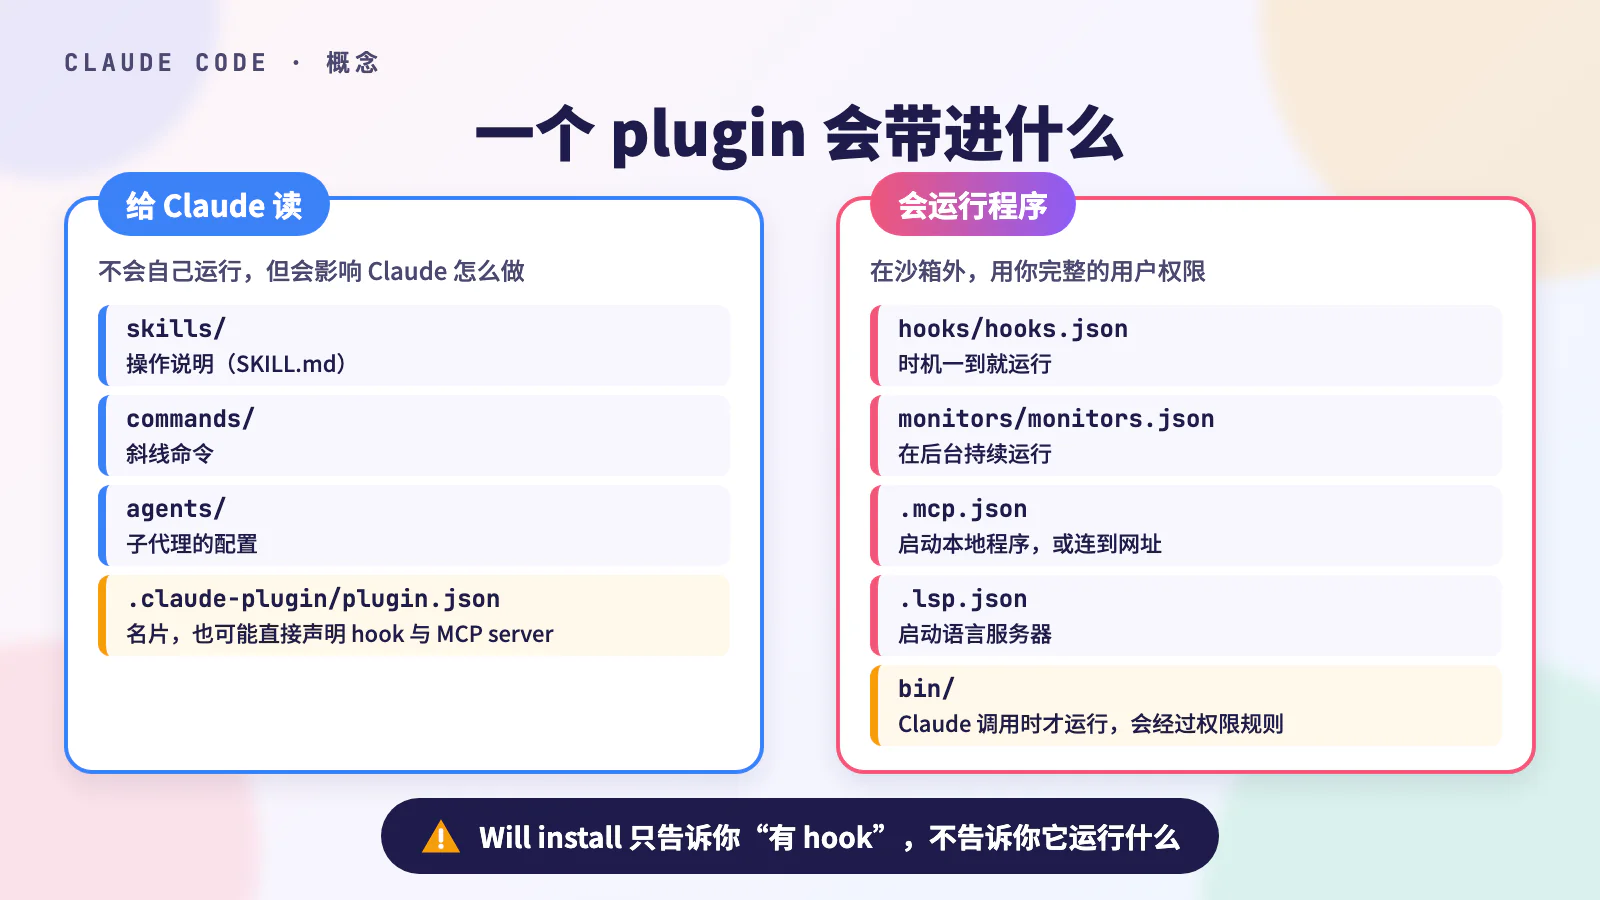 CLAUDE CODE · 概念
一个 plugin 会带进什么
给 Claude 读
不会自己运行，但会影响 Claude 怎么做
skills/
操作说明（SKILL.md）
commands/
斜线命令
agents/
子代理的配置
.claude-plugin/plugin.json
名片，也可能直接声明 hook 与 MCP server
会运行程序
在沙箱外，用你完整的用户权限
hooks/hooks.json
时机一到就运行
monitors/monitors.json
在后台持续运行
.mcp.json
启动本地程序，或连到网址
.lsp.json
启动语言服务器
bin/
Claude 调用时才运行，会经过权限规则
Will install 只告诉你“有 hook”，不告诉你它运行什么